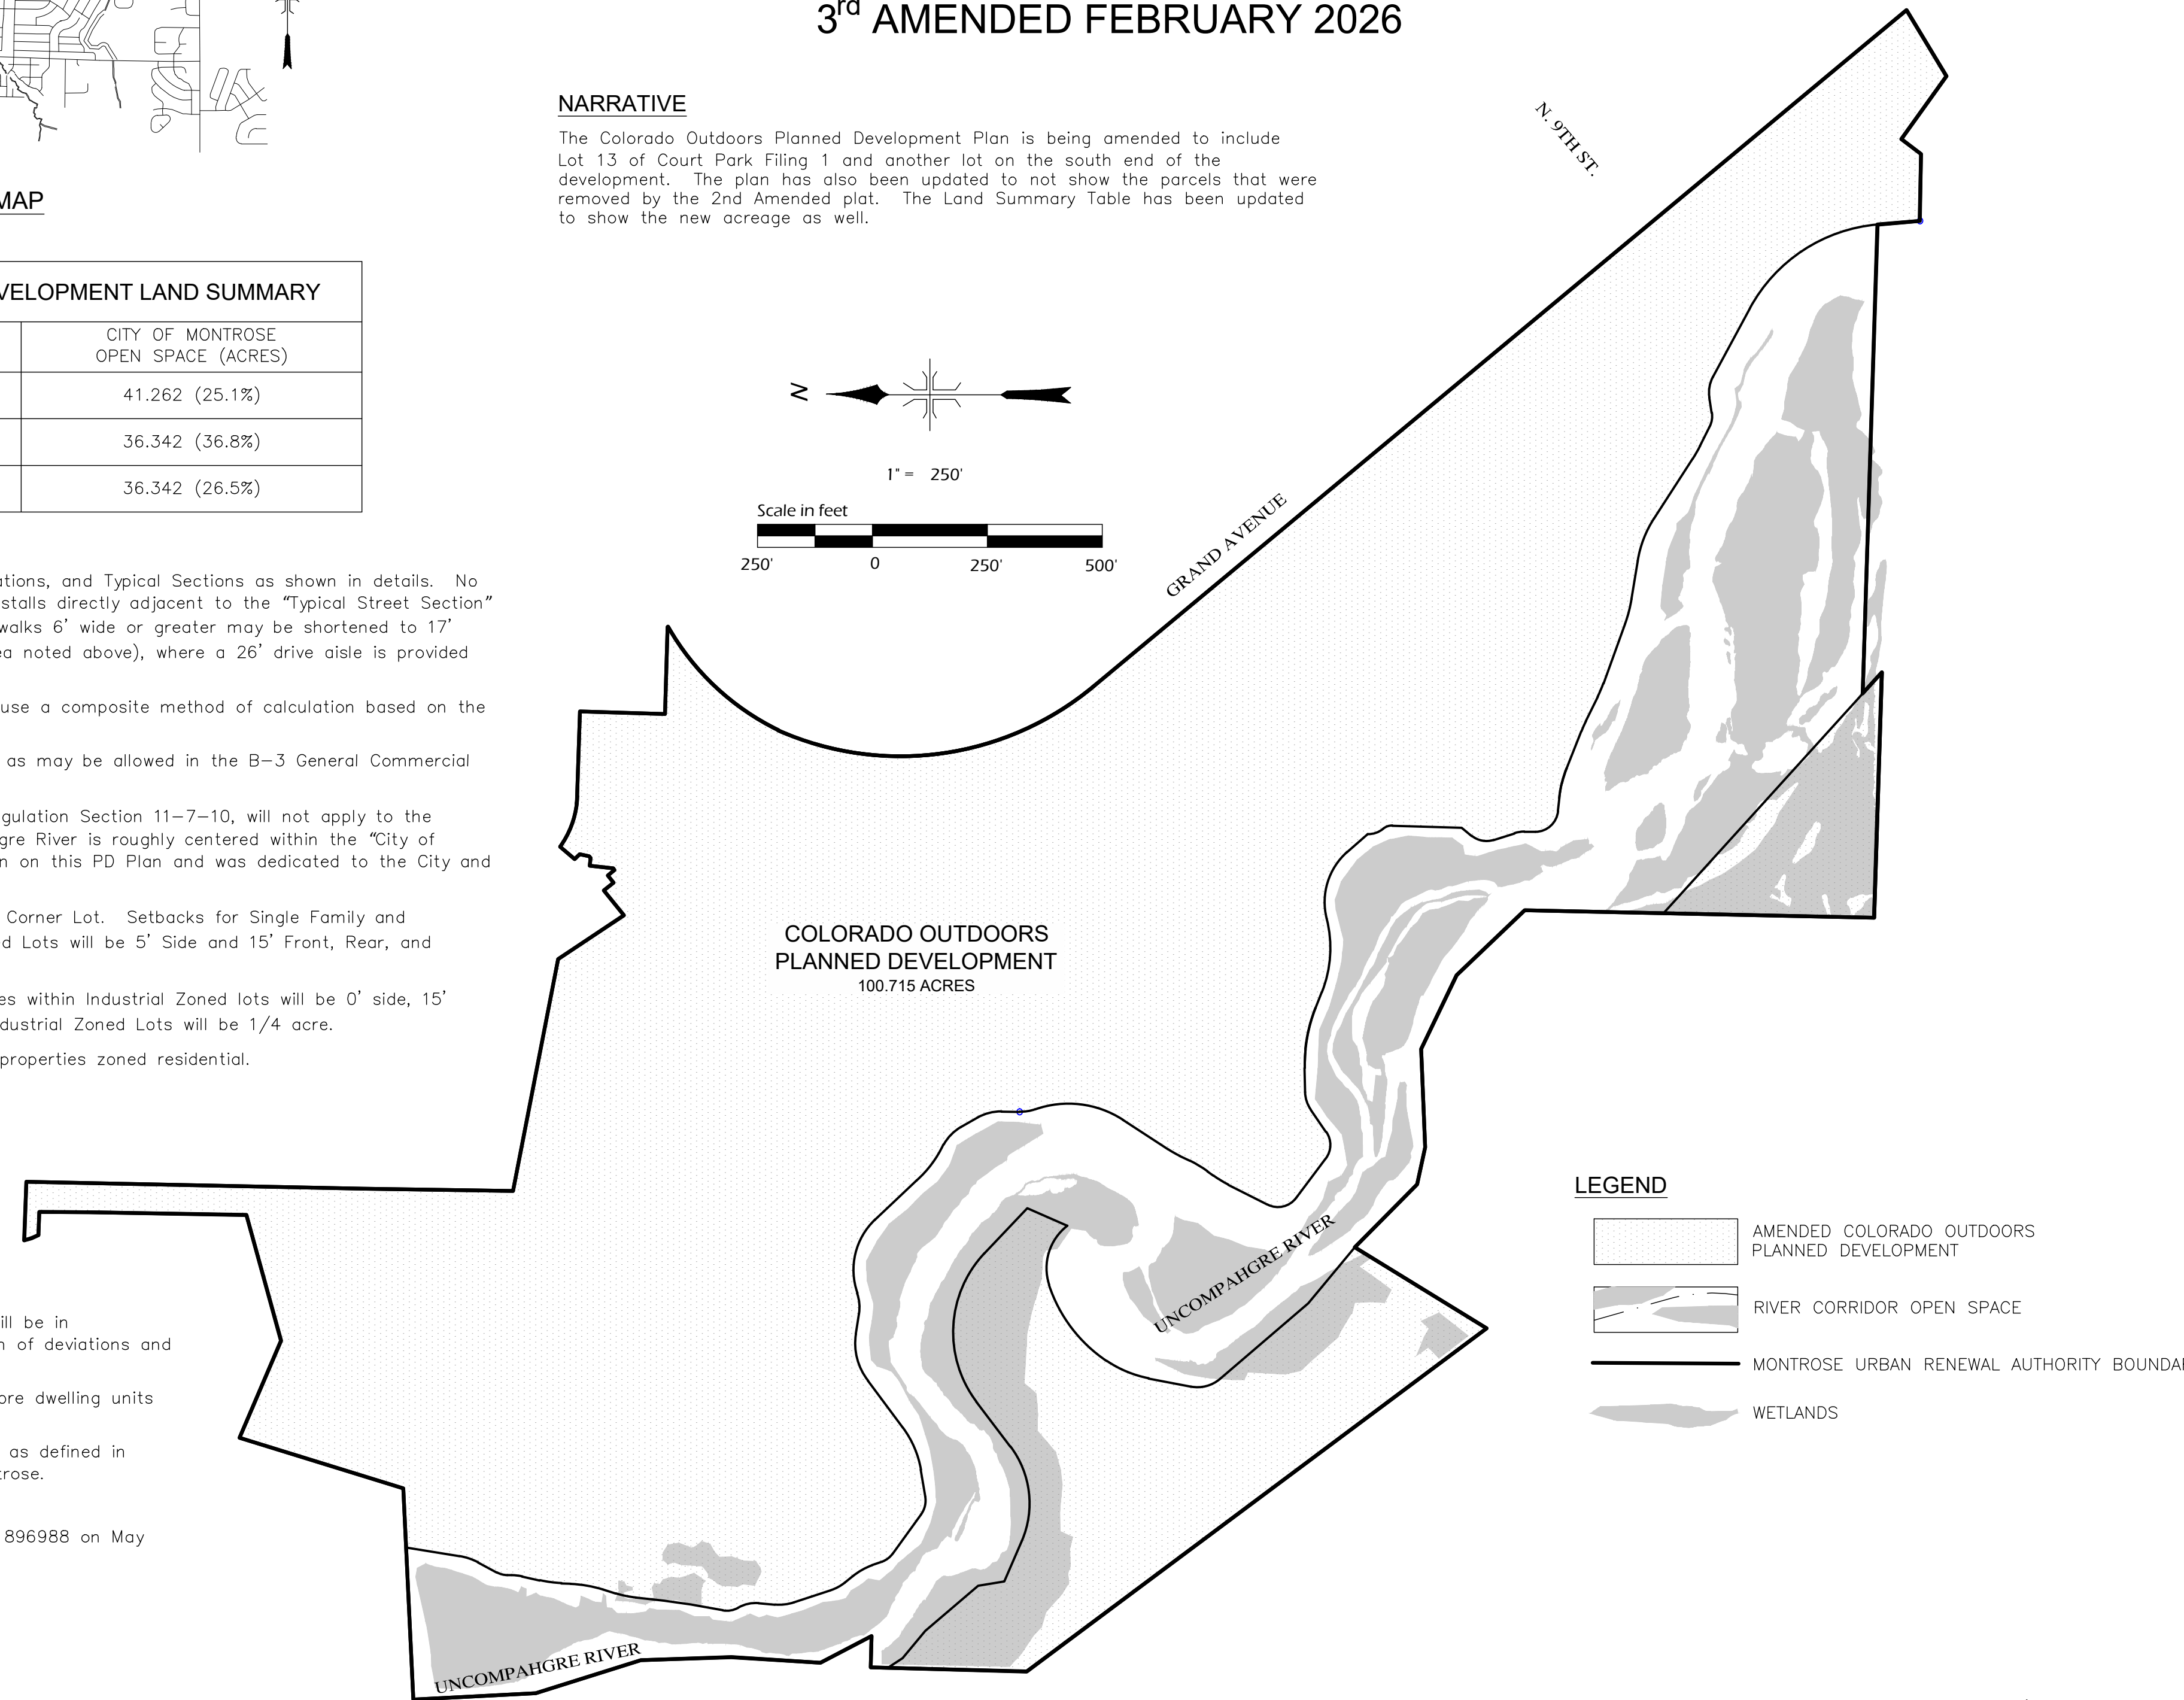 3rd AMENDED FEBRUARY 2026
NARRATIVE
The Colorado Outdoors Planned Development Plan is being amended to include
Lot 13 of Court Park Filing 1 and another lot on the south end of the
development. The plan has also been updated to not show the parcels that were
removed by the 2nd Amended plat. The Land Summary Table has been updated
to show the new acreage as well.
N. 9TH ST.
MAP
VELOPMENT LAND SUMMARY
CITY OF MONTROSE
OPEN SPACE (ACRES)
41.262 (25.1%)
36.342 (36.8%)
36.342 (26.5%)
N
1" = 250'
Scale in feet
250' 0 250' 500'
GRAND AVENUE
ations, and Typical Sections as shown in details. No
stalls directly adjacent to the “Typical Street Section”
walks 6’ wide or greater may be shortened to 17’
ea noted above), where a 26’ drive aisle is provided
use a composite method of calculation based on the
as may be allowed in the B-3 General Commercial
gulation Section 11-7-10, will not apply to the
gre River is roughly centered within the “City of
n on this PD Plan and was dedicated to the City and
Corner Lot. Setbacks for Single Family and
d Lots will be 5’ Side and 15’ Front, Rear, and
es within Industrial Zoned lots will be 0’ side, 15’
ndustrial Zoned Lots will be 1/4 acre.
properties zoned residential.
COLORADO OUTDOORS
PLANNED DEVELOPMENT
100.715 ACRES
UNCOMPAHGRE RIVER
LEGEND
AMENDED COLORADO OUTDOORS
PLANNED DEVELOPMENT
RIVER CORRIDOR OPEN SPACE
MONTROSE URBAN RENEWAL AUTHORITY BOUNDA
WETLANDS
ill be in
n of deviations and
ore dwelling units
as defined in
trose.
896988 on May
UNCOMPAHGRE RIVER